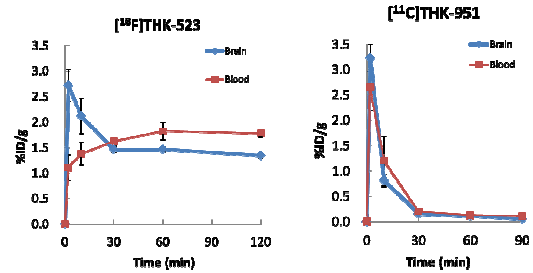 [¹⁸F]THK-523
Brain
Blood
%ID/g
3.5
3.0
2.5
2.0
1.5
1.0
0.5
0.0
0 30 60 90 120
Time (min)
[¹¹C]THK-951
Brain
Blood
%ID/g
3.5
3.0
2.5
2.0
1.5
1.0
0.5
0.0
0 30 60 90
Time (min)